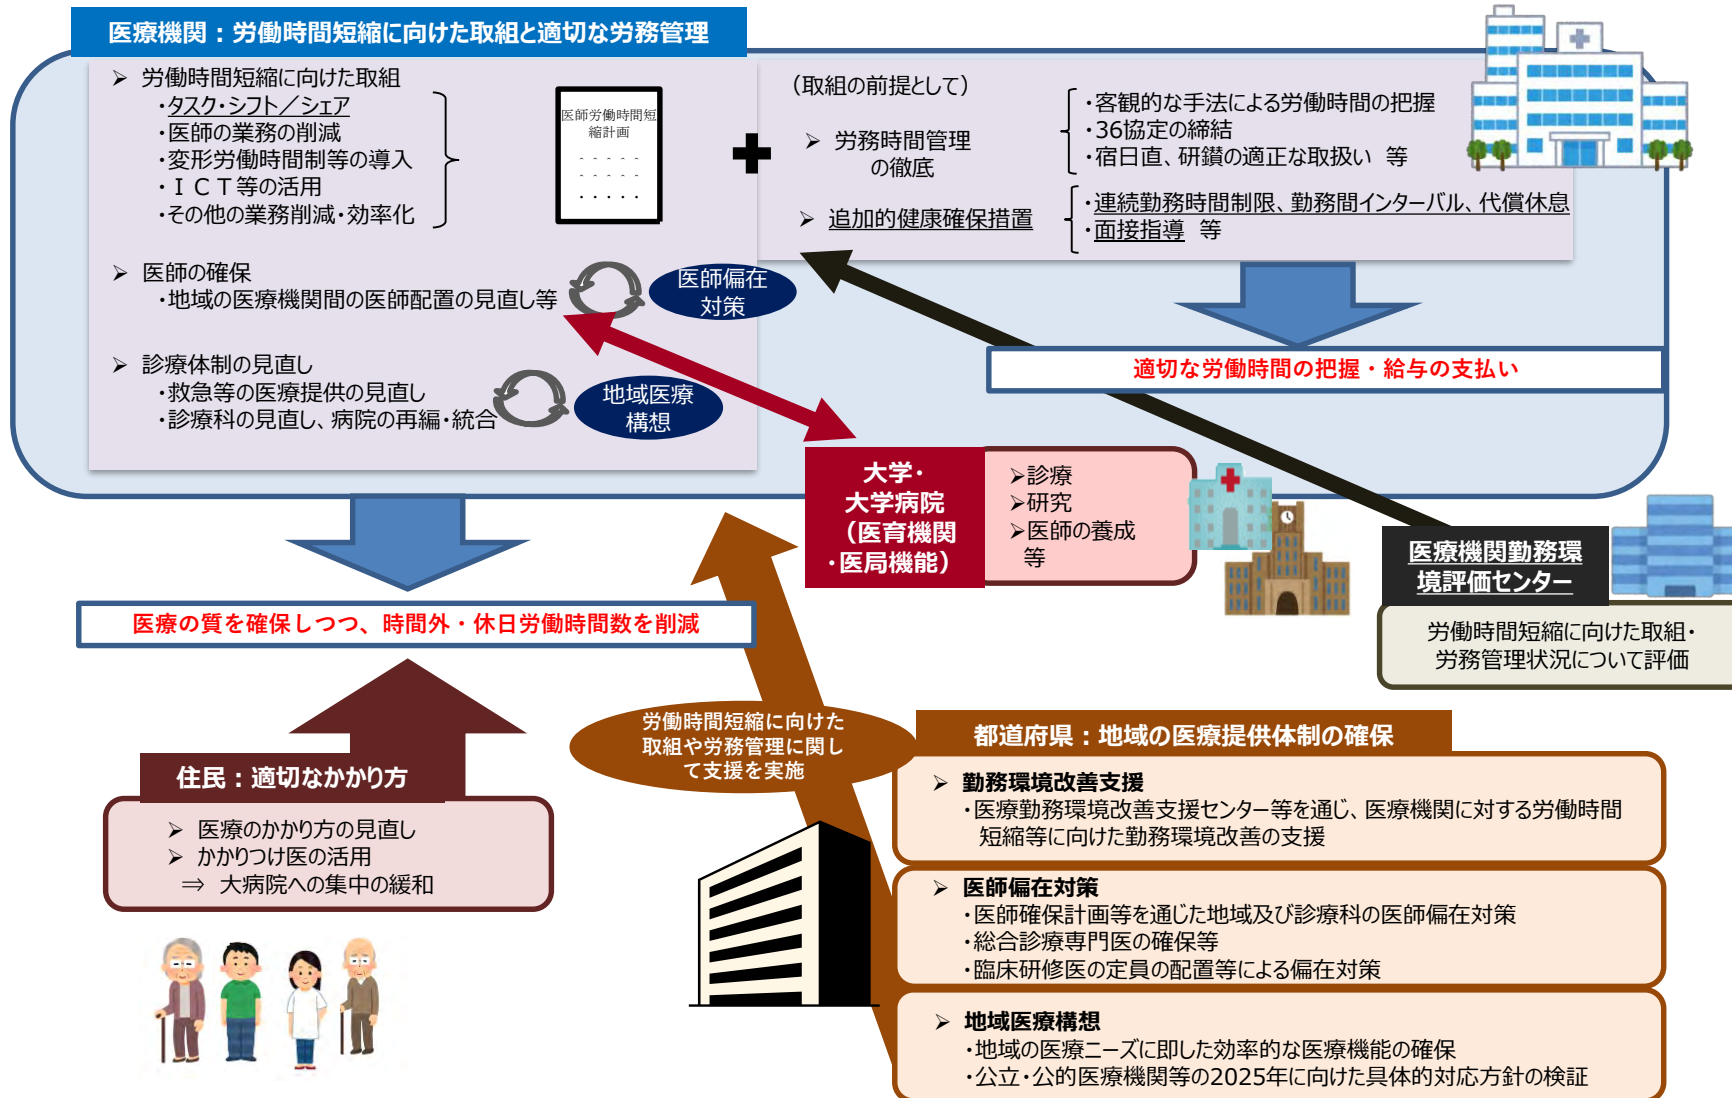 医療機関：労働時間短縮に向けた取組と適切な労務管理
➢ 労働時間短縮に向けた取組
・タスク・シフト／シェア
・医師の業務の削減
・変形労働時間制等の導入
・ＩＣＴ等の活用
・その他の業務削減・効率化
医師労働時間短
縮計画
- - - - -
- - - - -
・・・・・
➢ 医師の確保
・地域の医療機関間の医師配置の見直し等
医師偏在
対策
➢ 診療体制の見直し
・救急等の医療提供の見直し
・診療科の見直し、病院の再編・統合
地域医療
構想
（取組の前提として）
➢ 労務時間管理
の徹底
・客観的な手法による労働時間の把握
・36協定の締結
・宿日直、研鑽の適正な取扱い 等
➢ 追加的健康確保措置
・連続勤務時間制限、勤務間インターバル、代償休息
・面接指導 等
適切な労働時間の把握・給与の支払い
大学・
大学病院
（医育機関
・医局機能）
➢診療
➢研究
➢医師の養成
等
医療機関勤務環
境評価センター
労働時間短縮に向けた取組・
労務管理状況について評価
医療の質を確保しつつ、時間外・休日労働時間数を削減
住民：適切なかかり方
➢ 医療のかかり方の見直し
➢ かかりつけ医の活用
⇒ 大病院への集中の緩和
労働時間短縮に向けた
取組や労務管理に関し
て支援を実施
都道府県：地域の医療提供体制の確保
➢ 勤務環境改善支援
・医療勤務環境改善支援センター等を通じ、医療機関に対する労働時間
短縮等に向けた勤務環境改善の支援
➢ 医師偏在対策
・医師確保計画等を通じた地域及び診療科の医師偏在対策
・総合診療専門医の確保等
・臨床研修医の定員の配置等による偏在対策
➢ 地域医療構想
・地域の医療ニーズに即した効率的な医療機能の確保
・公立・公的医療機関等の2025年に向けた具体的対応方針の検証